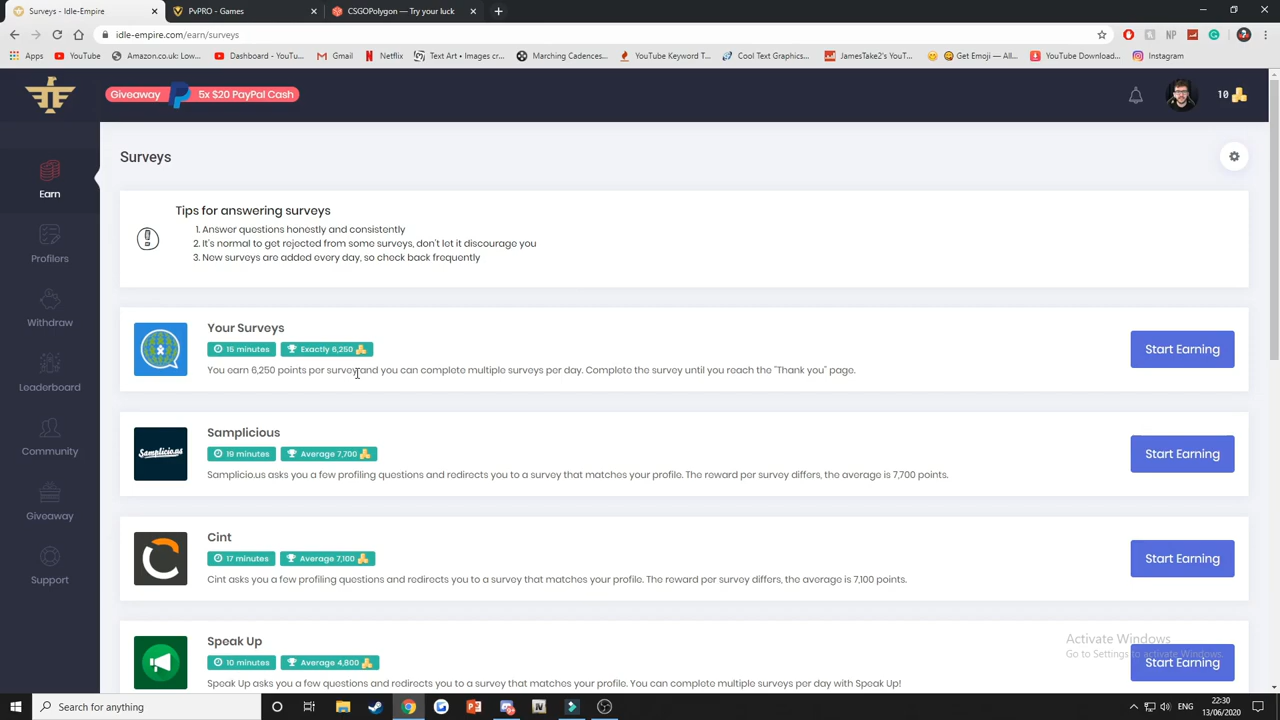 Surveys - Idle-Empire
PvPRO - Games
CSGOPolygon — Try your luck
idle-empire.com/earn/surveys
Apps
YouTube
Amazon.co.uk: Low...
Dashboard - YouTu...
Gmail
Netflix
Text Art • Images cr...
Marching Cadences...
YouTube Keyword T...
Cool Text Graphics...
JamesTake2's YouT...
Get Emoji — All...
YouTube Download...
Instagram
Giveaway
5x $20 PayPal Cash
10
Earn
Profilers
Withdraw
Leaderboard
Community
Giveaway
Support
Surveys
Tips for answering surveys
1. Answer questions honestly and consistently
2. It's normal to get rejected from some surveys, don't let it discourage you
3. New surveys are added every day, so check back frequently
Your Surveys
15 minutes
Exactly 6,250
You earn 6,250 points per survey and you can complete multiple surveys per day. Complete the survey until you reach the "Thank you" page.
Start Earning
Samplicious
Samplicio.us
19 minutes
Average 7,700
Samplicio.us asks you a few profiling questions and redirects you to a survey that matches your profile. The reward per survey differs, the average is 7,700 points.
Start Earning
Cint
17 minutes
Average 7,100
Cint asks you a few profiling questions and redirects you to a survey that matches your profile. The reward per survey differs, the average is 7,100 points.
Start Earning
Speak Up
10 minutes
Average 4,800
Speak Up asks you a few questions and redirects you to a survey that matches your profile. You can complete multiple surveys per day with Speak Up!
Start Earning
Activate Windows
Go to Settings to activate Windows.
Search for anything
ENG
22:30
13/06/2020